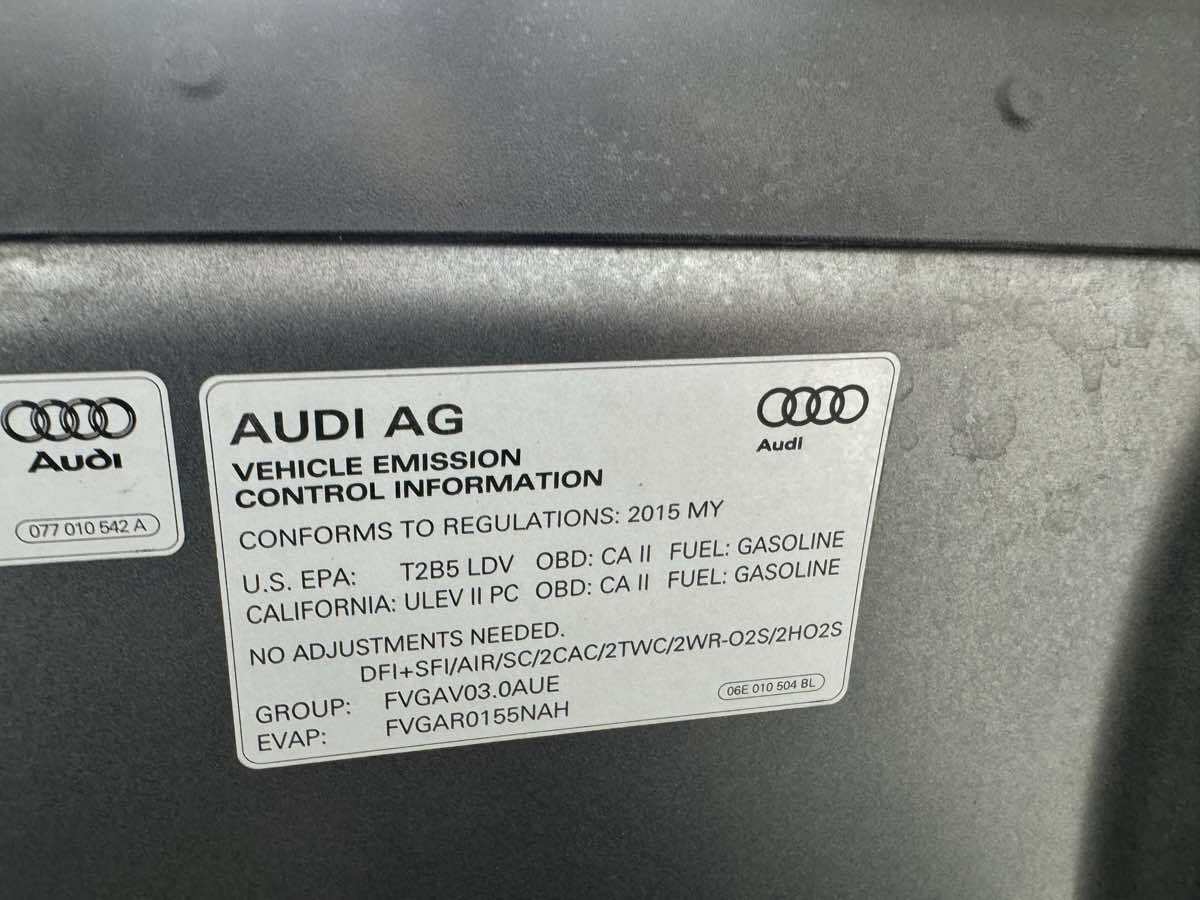 Audi
077 010 542 A
AUDI AG
Audi
VEHICLE EMISSION
CONTROL INFORMATION
CONFORMS TO REGULATIONS: 2015 MY
U.S. EPA: T2B5 LDV OBD: CA II FUEL: GASOLINE
CALIFORNIA: ULEV II PC OBD: CA II FUEL: GASOLINE
NO ADJUSTMENTS NEEDED.
DFI+SFI/AIR/SC/2CAC/2TWC/2WR-O2S/2HO2S
GROUP: FVGAV03.0AUE
EVAP: FVGAR0155NAH
06E 010 504 BL